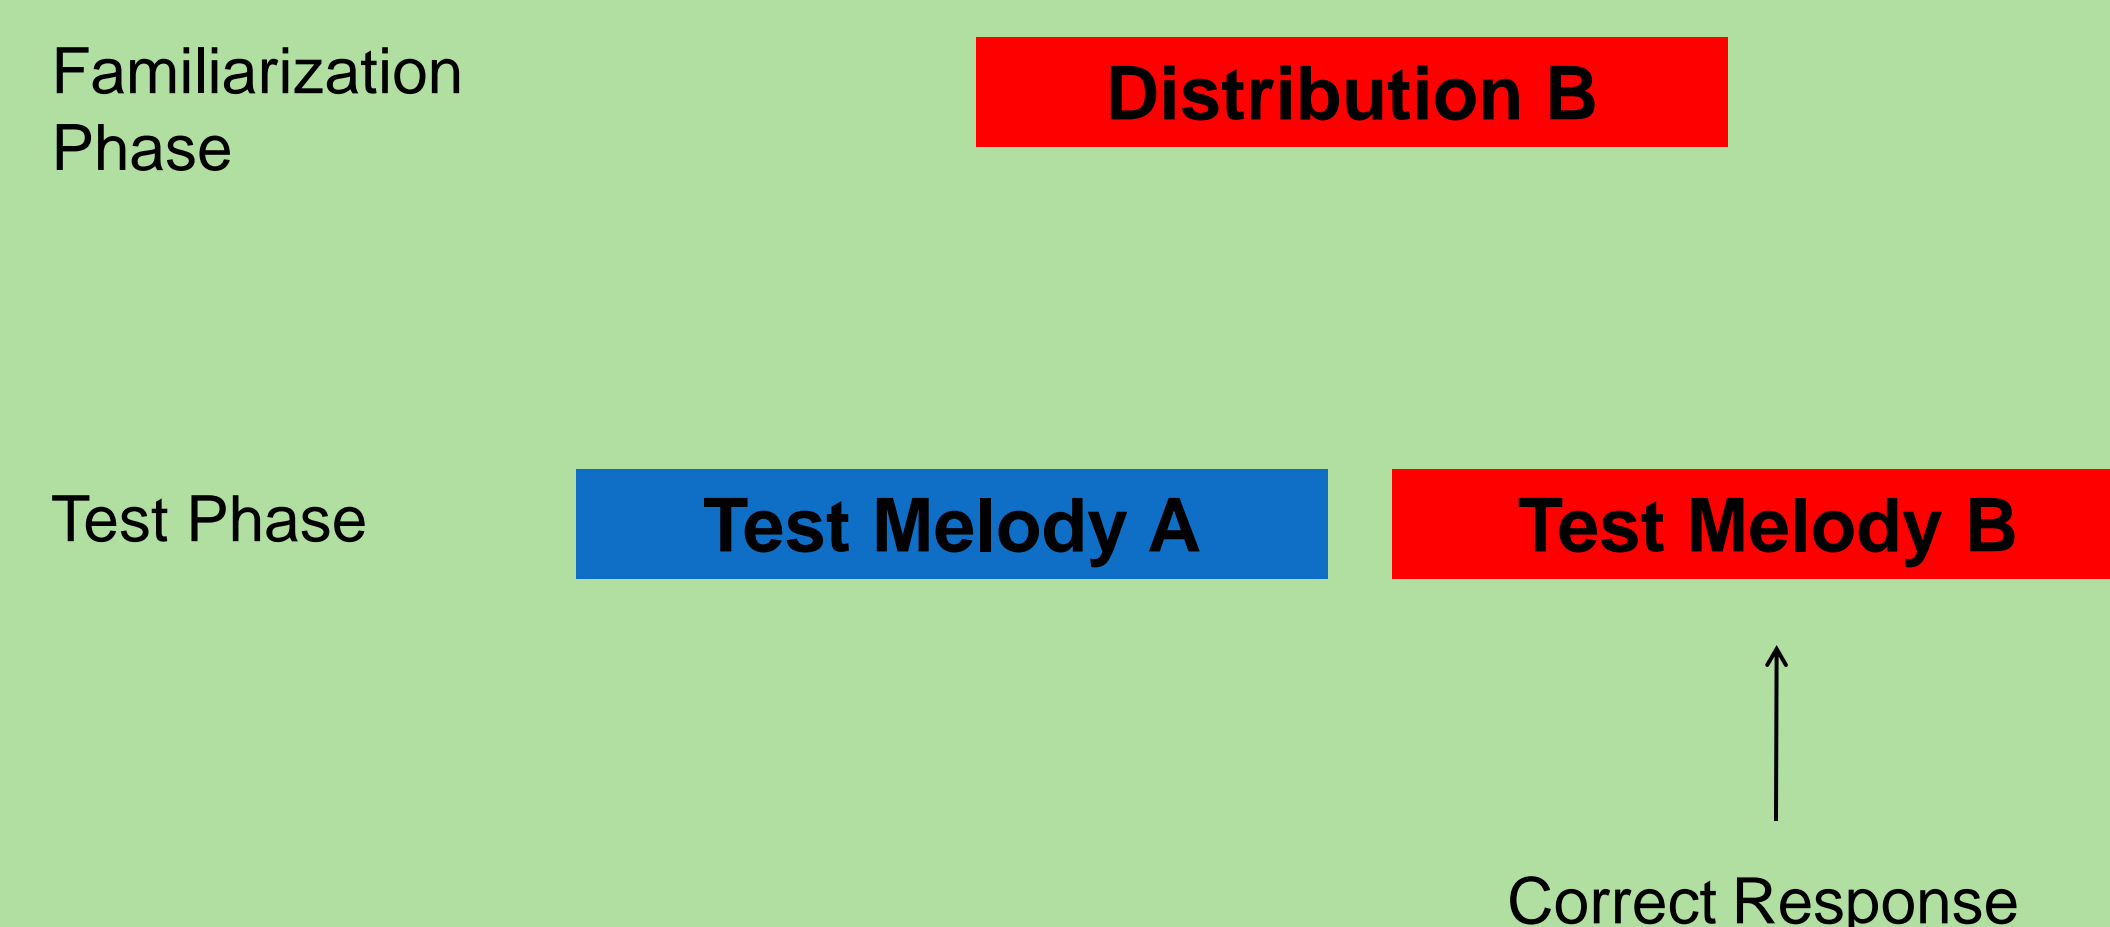 Familiarization
Phase
Distribution B
Test Phase
Test Melody A
Test Melody B
Correct Response